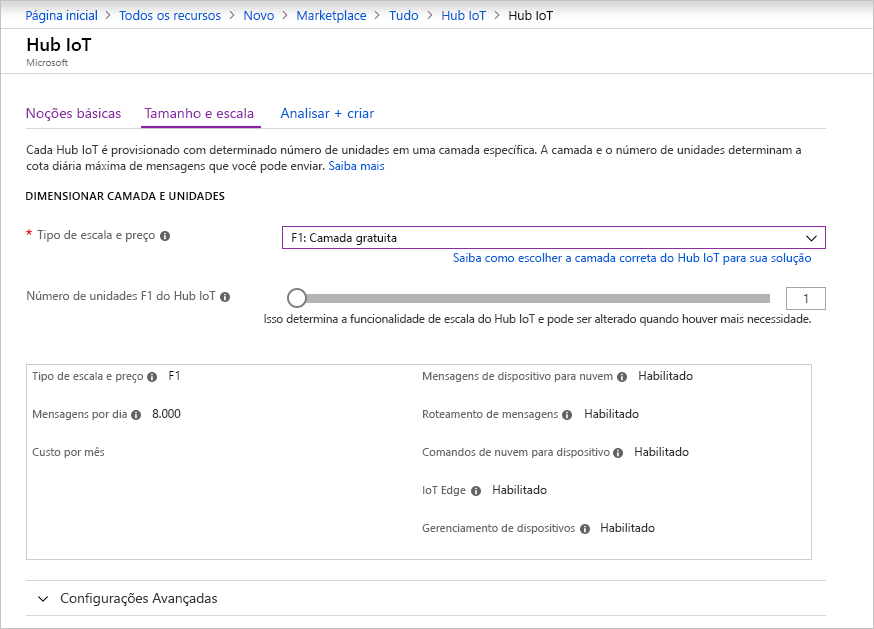 Página inicial > Todos os recursos > Novo > Marketplace > Tudo > Hub IoT > Hub IoT
Hub IoT
Microsoft
Noções básicas Tamanho e escala Analisar + criar
Cada Hub IoT é provisionado com determinado número de unidades em uma camada específica. A camada e o número de unidades determinam a
cota diária máxima de mensagens que você pode enviar. Saiba mais
DIMENSIONAR CAMADA E UNIDADES
* Tipo de escala e preço F1: Camada gratuita
Saiba como escolher a camada correta do Hub IoT para sua solução
Número de unidades F1 do Hub IoT 1
Isso determina a funcionalidade de escala do Hub IoT e pode ser alterado quando houver mais necessidade.
Tipo de escala e preço F1 Mensagens de dispositivo para nuvem Habilitado
Mensagens por dia 8.000 Roteamento de mensagens Habilitado
Custo por mês Comandos de nuvem para dispositivo Habilitado
IoT Edge Habilitado
Gerenciamento de dispositivos Habilitado
Configurações Avançadas